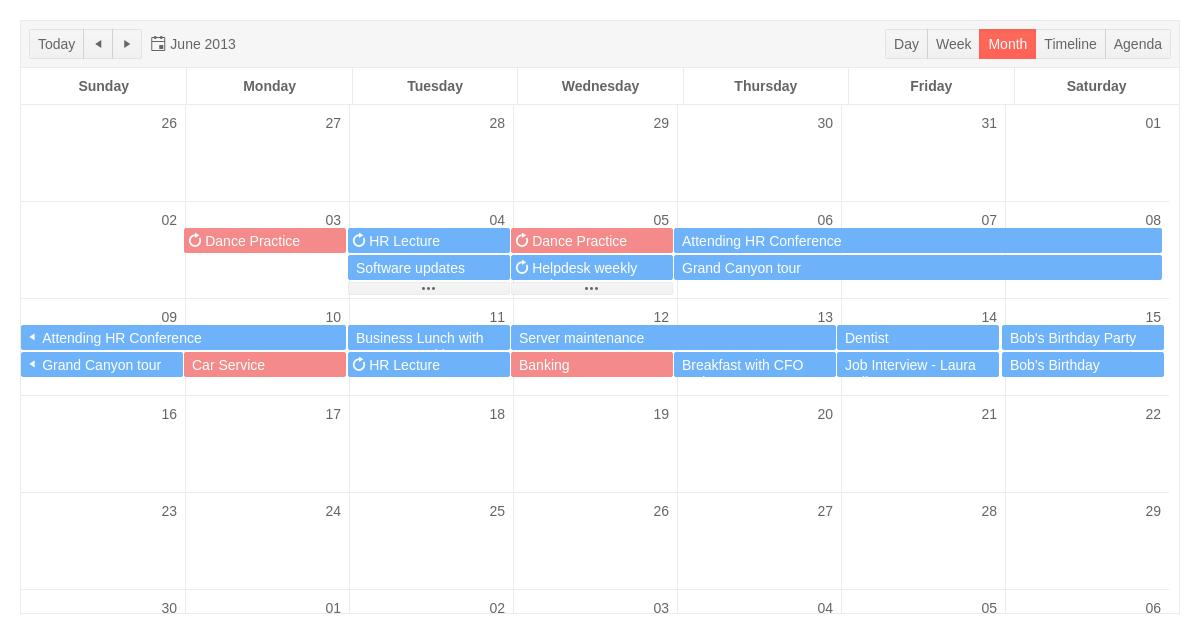 Today June 2013 Day Week Month Timeline Agenda
Sunday Monday Tuesday Wednesday Thursday Friday Saturday
26 27 28 29 30 31 01
02 03 04 05 06 07 08
Dance Practice HR Lecture Dance Practice Attending HR Conference
Software updates Helpdesk weekly Grand Canyon tour
09 10 11 12 13 14 15
Attending HR Conference Business Lunch with Server maintenance Dentist Bob's Birthday Party
Grand Canyon tour Car Service HR Lecture Banking Breakfast with CFO Job Interview - Laura Bob's Birthday
16 17 18 19 20 21 22
23 24 25 26 27 28 29
30 01 02 03 04 05 06